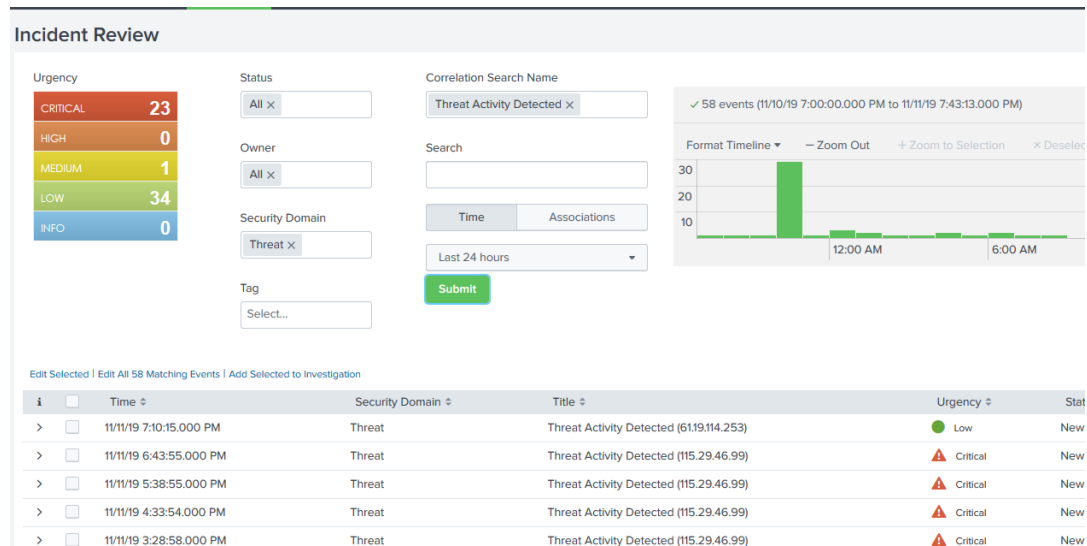 Incident Review
Urgency
CRITICAL 23
HIGH 0
MEDIUM 1
LOW 34
INFO 0
Status
All ×
Owner
All ×
Security Domain
Threat ×
Tag
Select...
Correlation Search Name
Threat Activity Detected ×
Search
Time Associations
Last 24 hours
Submit
✓ 58 events (11/10/19 7:00:00.000 PM to 11/11/19 7:43:13.000 PM)
Format Timeline — Zoom Out + Zoom to Selection × Deselec
30
20
10
12:00 AM 6:00 AM
Edit Selected | Edit All 58 Matching Events | Add Selected to Investigation
i Time Security Domain Title Urgency Stat
> 11/11/19 7:10:15.000 PM Threat Threat Activity Detected (61.19.114.253) Low New
> 11/11/19 6:43:55.000 PM Threat Threat Activity Detected (115.29.46.99) Critical New
> 11/11/19 5:38:55.000 PM Threat Threat Activity Detected (115.29.46.99) Critical New
> 11/11/19 4:33:54.000 PM Threat Threat Activity Detected (115.29.46.99) Critical New
> 11/11/19 3:28:58.000 PM Threat Threat Activity Detected (115.29.46.99) Critical New